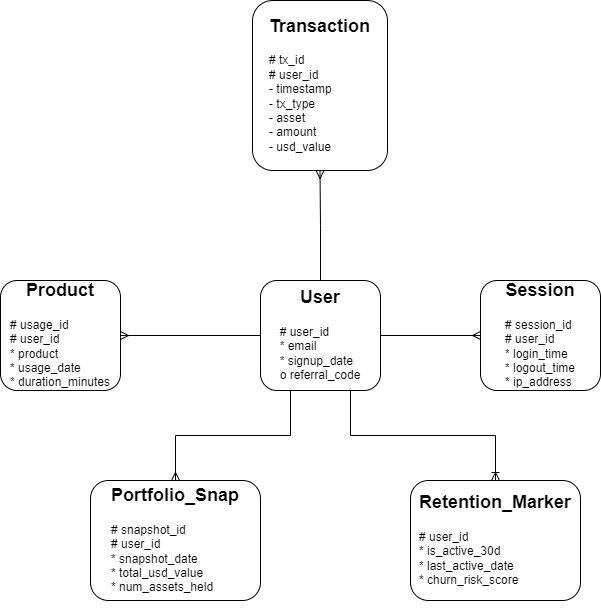 Transaction
# tx_id
# user_id
- timestamp
- tx_type
- asset
- amount
- usd_value
Product
# usage_id
# user_id
* product
* usage_date
* duration_minutes
User
# user_id
* email
* signup_date
o referral_code
Session
# session_id
# user_id
* login_time
* logout_time
* ip_address
Portfolio_Snap
# snapshot_id
# user_id
* snapshot_date
* total_usd_value
* num_assets_held
Retention_Marker
# user_id
* is_active_30d
* last_active_date
* churn_risk_score